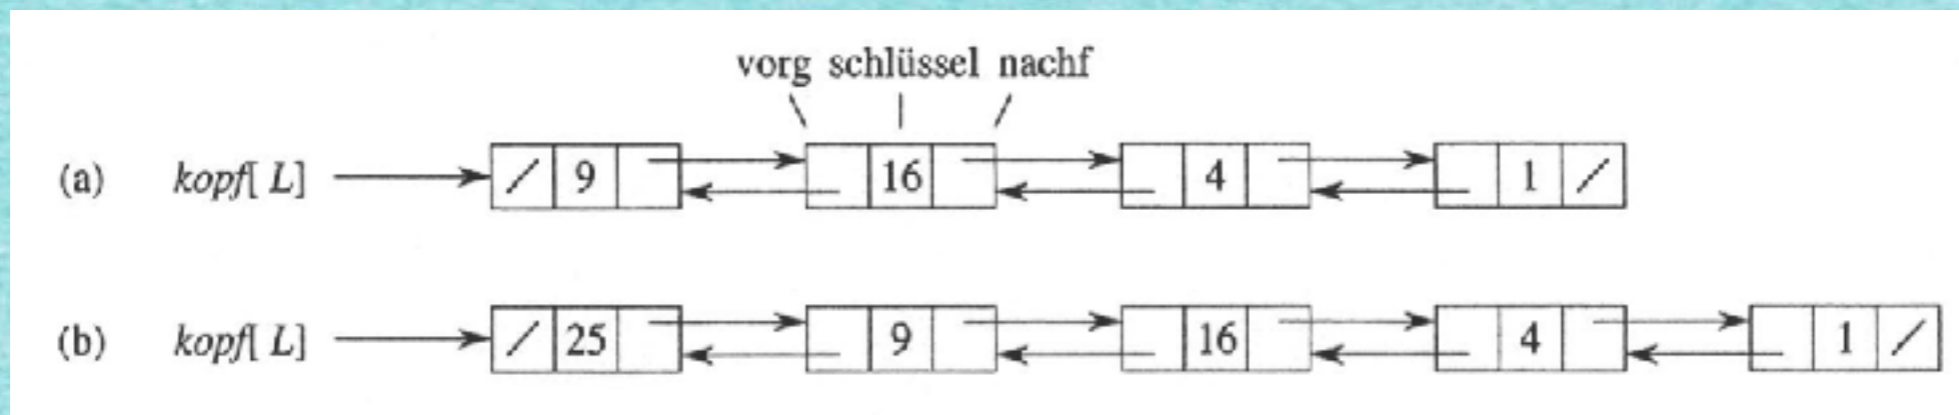 vorg schlüssel nachf
(a) kopf[ L] / 9 16 4 1 /
(b) kopf[ L] / 25 9 16 4 1 /